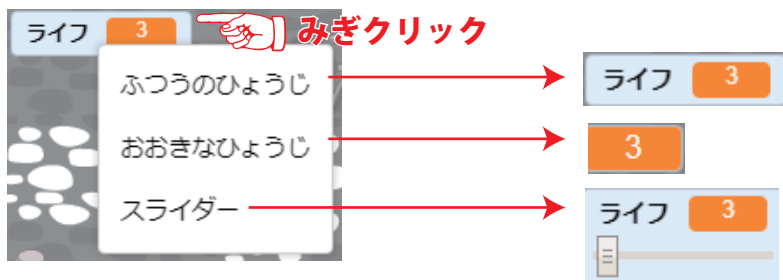 ライフ 3
みぎクリック
ふつうのひょうじ
おおきなひょうじ
スライダー
ライフ 3
3
ライフ 3